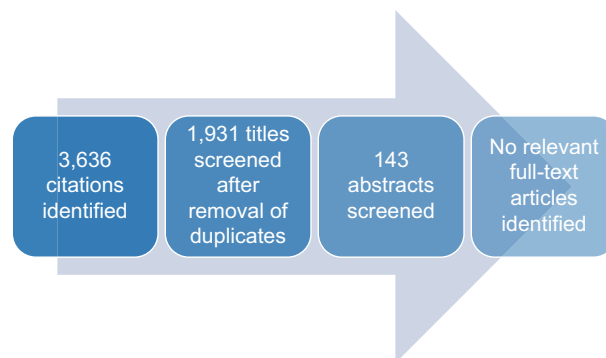 3,636
citations
identified
1,931 titles
screened
after
removal of
duplicates
143
abstracts
screened
No relevant
full-text
articles
identified